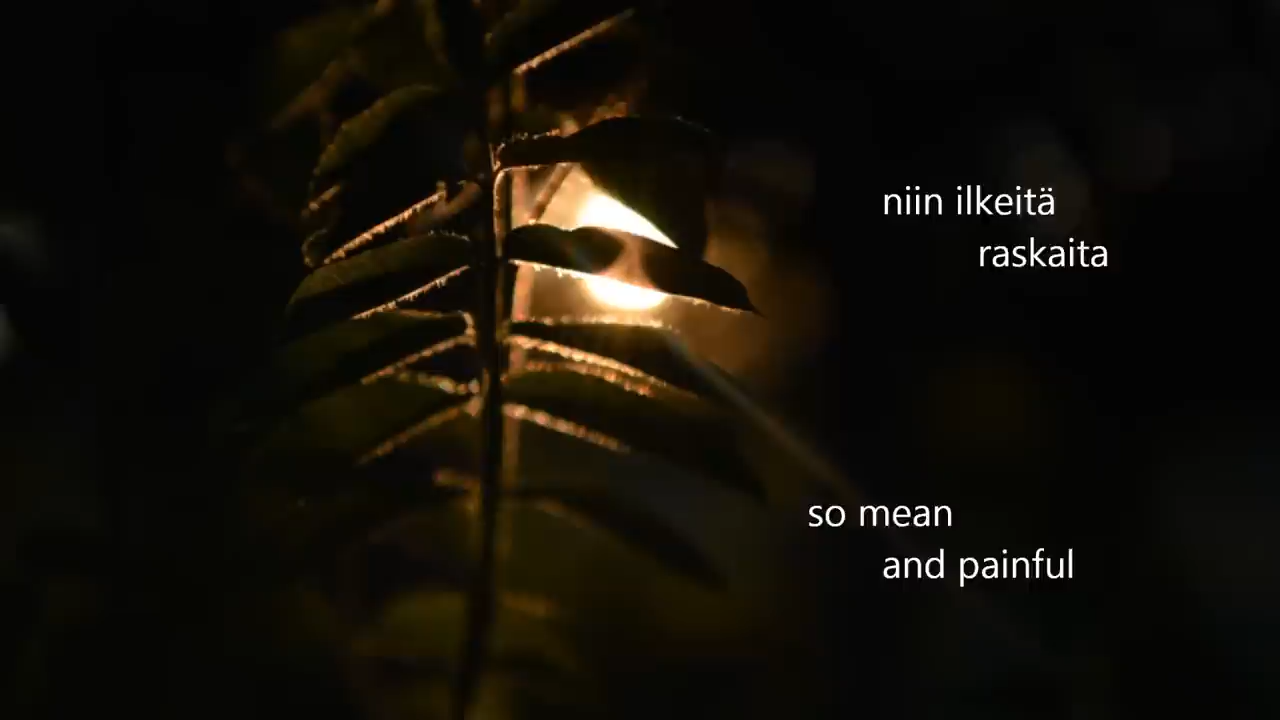 niin ilkeitä
raskaita
so mean
and painful